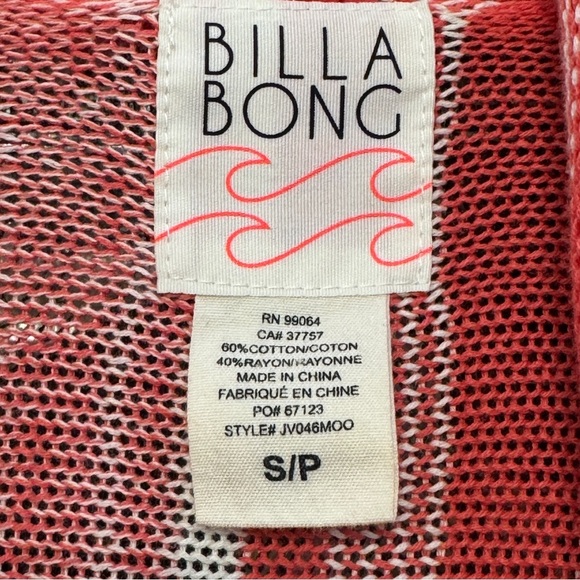 BILLA
BONG
RN 99064
CA# 37757
60%COTTON/COTON
40%RAYON/RAYONNE
MADE IN CHINA
FABRIQUÉ EN CHINE
PO# 67123
STYLE# JV046MOO
S/P